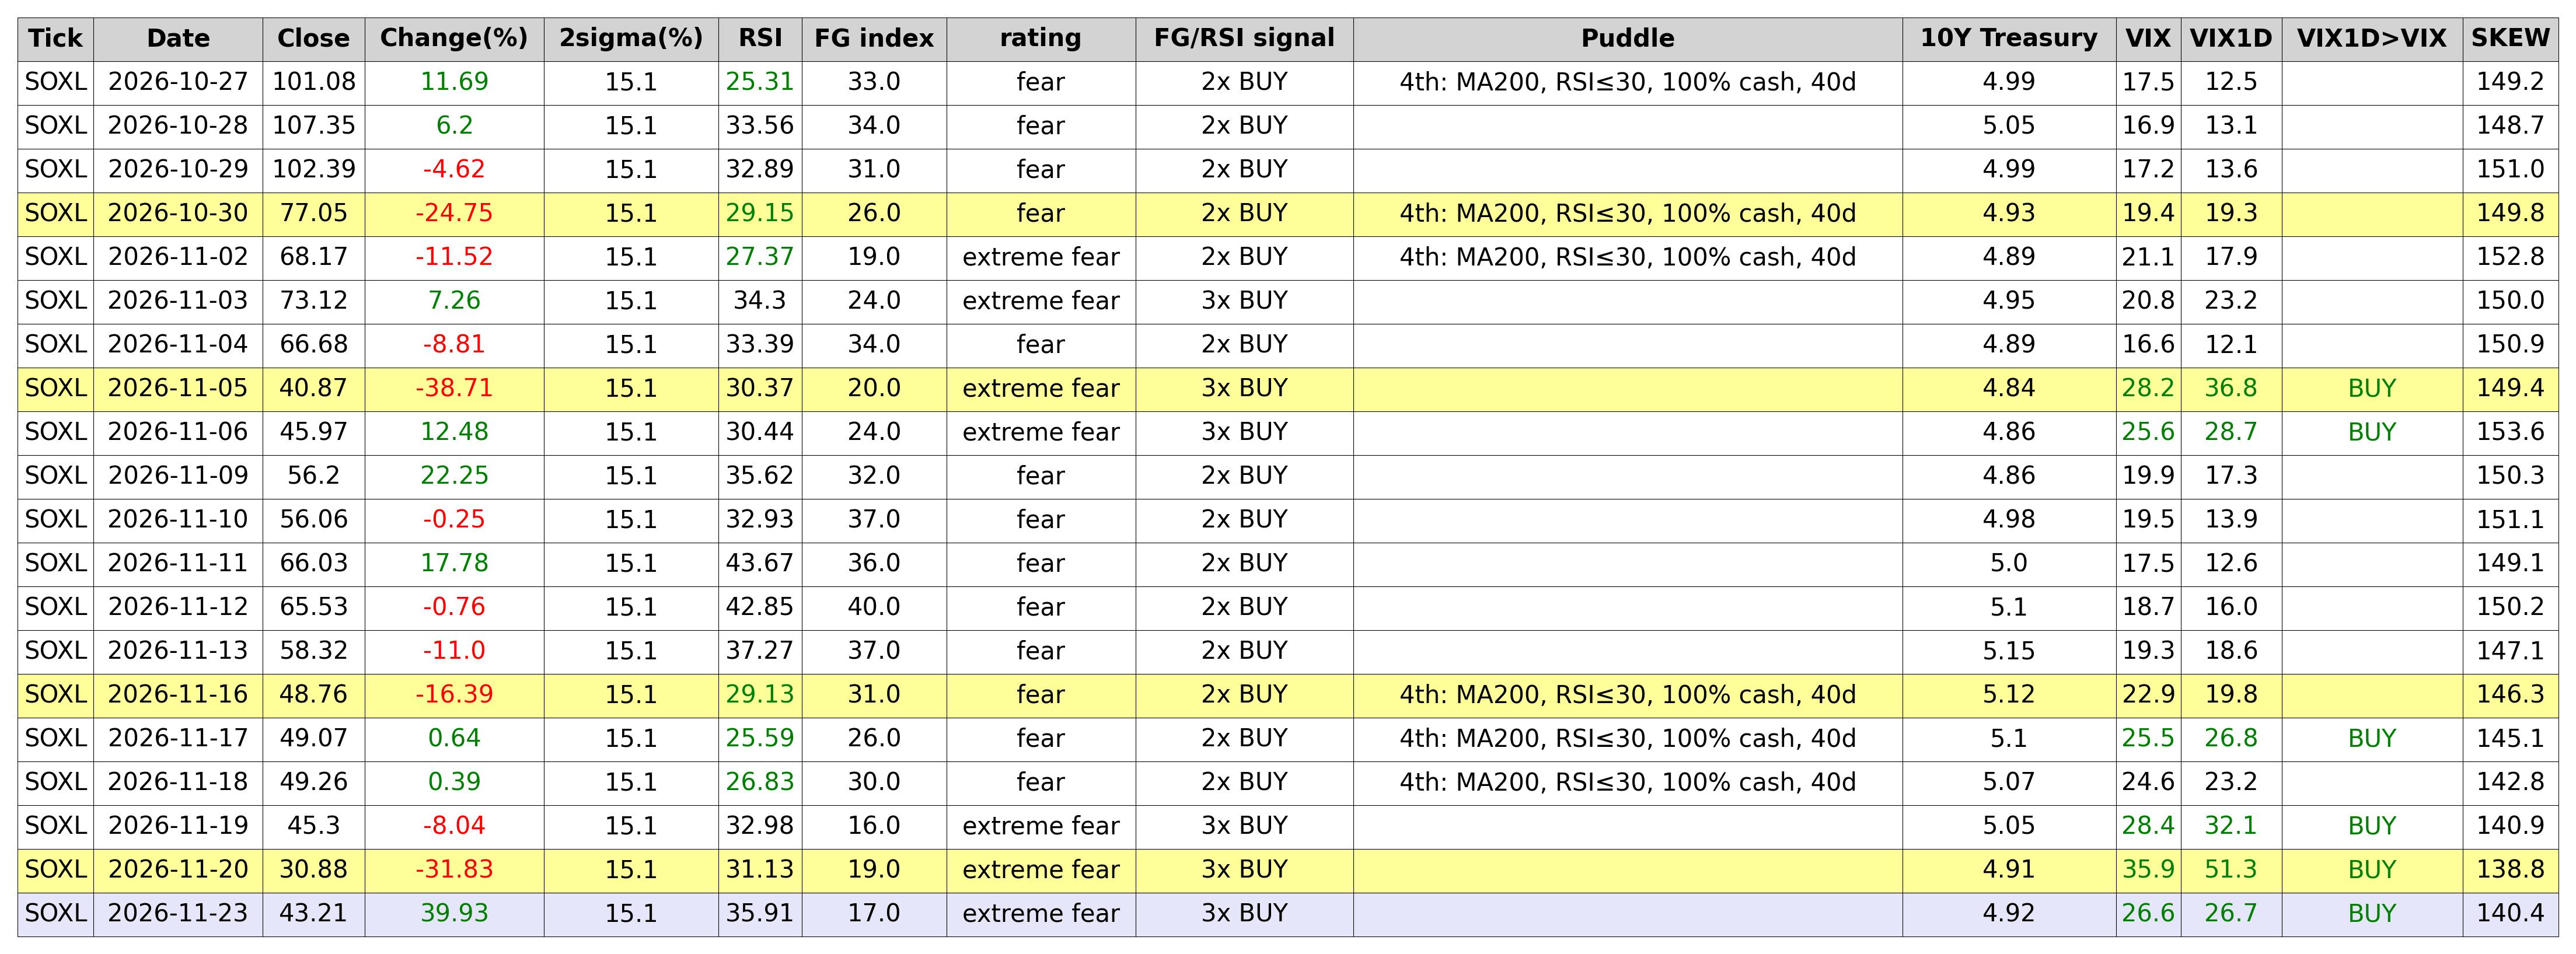 Tick Date Close Change(%) 2sigma(%) RSI FG index rating FG/RSI signal Puddle 10Y Treasury VIX VIX1D VIX1D>VIX SKEW
SOXL 2026-10-27 101.08 11.69 15.1 25.31 33.0 fear 2x BUY 4th: MA200, RSI≤30, 100% cash, 40d 4.99 17.5 12.5 149.2
SOXL 2026-10-28 107.35 6.2 15.1 33.56 34.0 fear 2x BUY 5.05 16.9 13.1 148.7
SOXL 2026-10-29 102.39 -4.62 15.1 32.89 31.0 fear 2x BUY 4.99 17.2 13.6 151.0
SOXL 2026-10-30 77.05 -24.75 15.1 29.15 26.0 fear 2x BUY 4th: MA200, RSI≤30, 100% cash, 40d 4.93 19.4 19.3 149.8
SOXL 2026-11-02 68.17 -11.52 15.1 27.37 19.0 extreme fear 2x BUY 4th: MA200, RSI≤30, 100% cash, 40d 4.89 21.1 17.9 152.8
SOXL 2026-11-03 73.12 7.26 15.1 34.3 24.0 extreme fear 3x BUY 4.95 20.8 23.2 150.0
SOXL 2026-11-04 66.68 -8.81 15.1 33.39 34.0 fear 2x BUY 4.89 16.6 12.1 150.9
SOXL 2026-11-05 40.87 -38.71 15.1 30.37 20.0 extreme fear 3x BUY 4.84 28.2 36.8 BUY 149.4
SOXL 2026-11-06 45.97 12.48 15.1 30.44 24.0 extreme fear 3x BUY 4.86 25.6 28.7 BUY 153.6
SOXL 2026-11-09 56.2 22.25 15.1 35.62 32.0 fear 2x BUY 4.86 19.9 17.3 150.3
SOXL 2026-11-10 56.06 -0.25 15.1 32.93 37.0 fear 2x BUY 4.98 19.5 13.9 151.1
SOXL 2026-11-11 66.03 17.78 15.1 43.67 36.0 fear 2x BUY 5.0 17.5 12.6 149.1
SOXL 2026-11-12 65.53 -0.76 15.1 42.85 40.0 fear 2x BUY 5.1 18.7 16.0 150.2
SOXL 2026-11-13 58.32 -11.0 15.1 37.27 37.0 fear 2x BUY 5.15 19.3 18.6 147.1
SOXL 2026-11-16 48.76 -16.39 15.1 29.13 31.0 fear 2x BUY 4th: MA200, RSI≤30, 100% cash, 40d 5.12 22.9 19.8 146.3
SOXL 2026-11-17 49.07 0.64 15.1 25.59 26.0 fear 2x BUY 4th: MA200, RSI≤30, 100% cash, 40d 5.1 25.5 26.8 BUY 145.1
SOXL 2026-11-18 49.26 0.39 15.1 26.83 30.0 fear 2x BUY 4th: MA200, RSI≤30, 100% cash, 40d 5.07 24.6 23.2 142.8
SOXL 2026-11-19 45.3 -8.04 15.1 32.98 16.0 extreme fear 3x BUY 5.05 28.4 32.1 BUY 140.9
SOXL 2026-11-20 30.88 -31.83 15.1 31.13 19.0 extreme fear 3x BUY 4.91 35.9 51.3 BUY 138.8
SOXL 2026-11-23 43.21 39.93 15.1 35.91 17.0 extreme fear 3x BUY 4.92 26.6 26.7 BUY 140.4